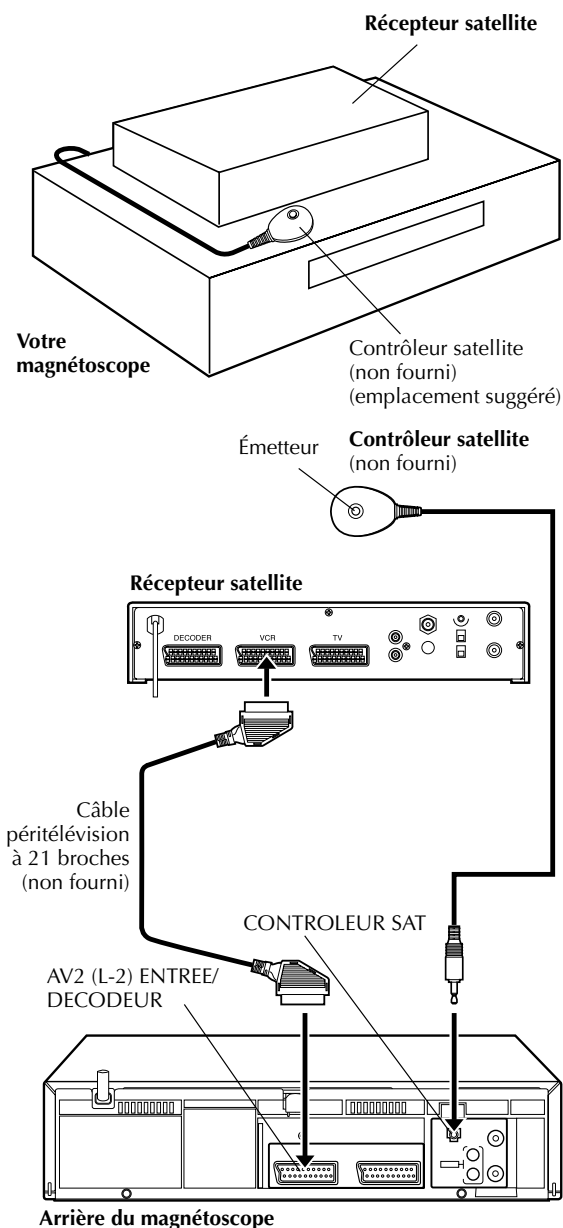 Récepteur satellite
Votre
magnétoscope
Contrôleur satellite
(non fourni)
(emplacement suggéré)
Émetteur
Contrôleur satellite
(non fourni)
Récepteur satellite
DECODER
VCR
TV
Câble
péritélévision
à 21 broches
(non fourni)
CONTROLEUR SAT
AV2 (L-2) ENTREE/
DECODEUR
Arrière du magnétoscope